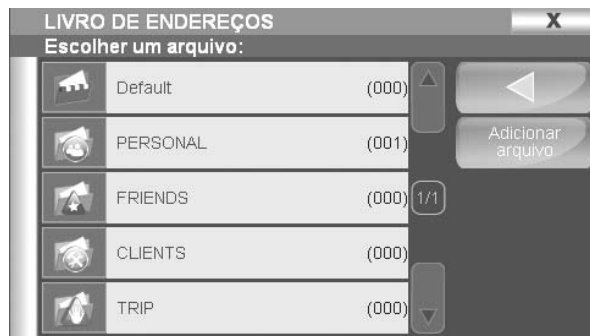 LIVRO DE ENDEREÇOS X
Escolher um arquivo:
Default (000)
PERSONAL (001)
Adicionar
arquivo
FRIENDS (000) 1/1
CLIENTS (000)
TRIP (000)